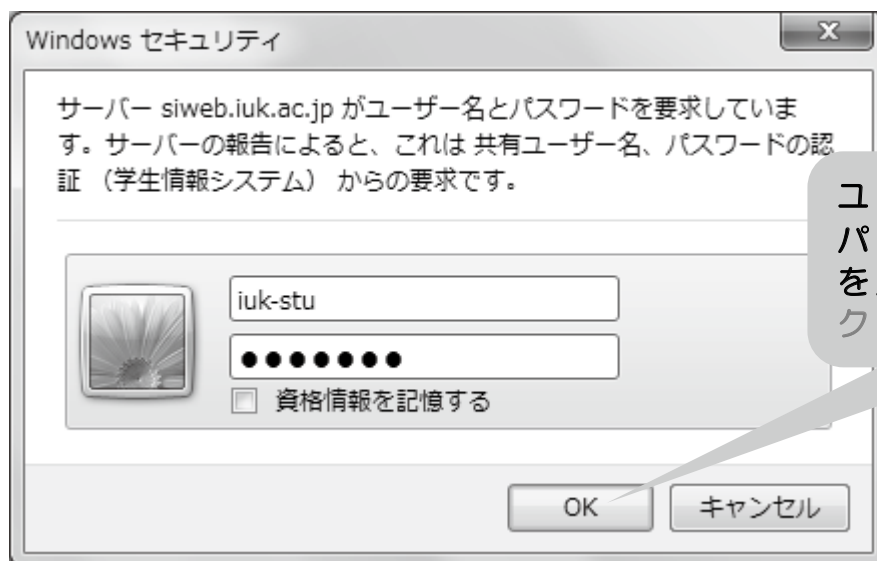 Windows セキュリティ
サーバー siweb.iuk.ac.jp がユーザー名とパスワードを要求していま
す。サーバーの報告によると、これは 共有ユーザー名、パスワードの認
証 （学生情報システム） からの要求です。
iuk-stu
●●●●●●●
資格情報を記憶する
OK
キャンセル
ユ
パ
を
ク